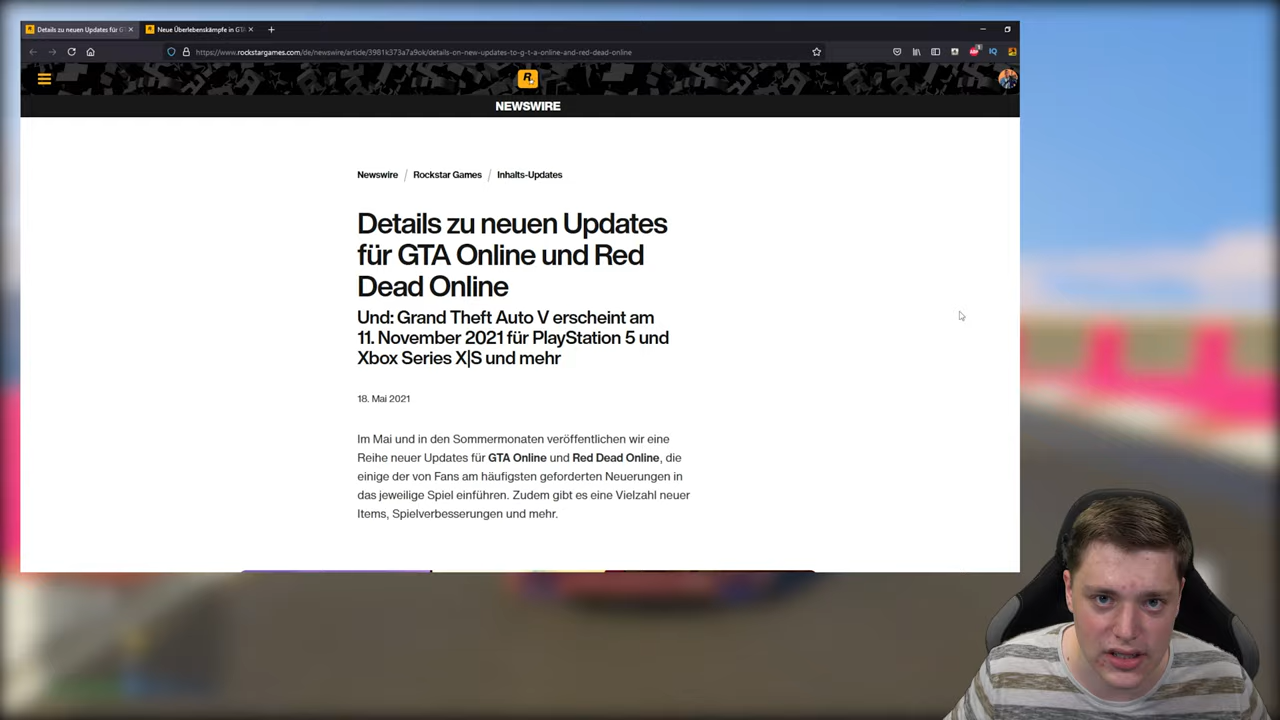 Details zu neuen Updates für G
Neue Überlebenskämpfe in GTA
https://www.rockstargames.com/de/newswire/article/3981k373a7a9ok/details-on-new-updates-to-g-t-a-online-and-red-dead-online
NEWSWIRE
Newswire / Rockstar Games / Inhalts-Updates
Details zu neuen Updates
für GTA Online und Red
Dead Online
Und: Grand Theft Auto V erscheint am
11. November 2021 für PlayStation 5 und
Xbox Series X|S und mehr
18. Mai 2021
Im Mai und in den Sommermonaten veröffentlichen wir eine
Reihe neuer Updates für GTA Online und Red Dead Online, die
einige der von Fans am häufigsten geforderten Neuerungen in
das jeweilige Spiel einführen. Zudem gibt es eine Vielzahl neuer
Items, Spielverbesserungen und mehr.